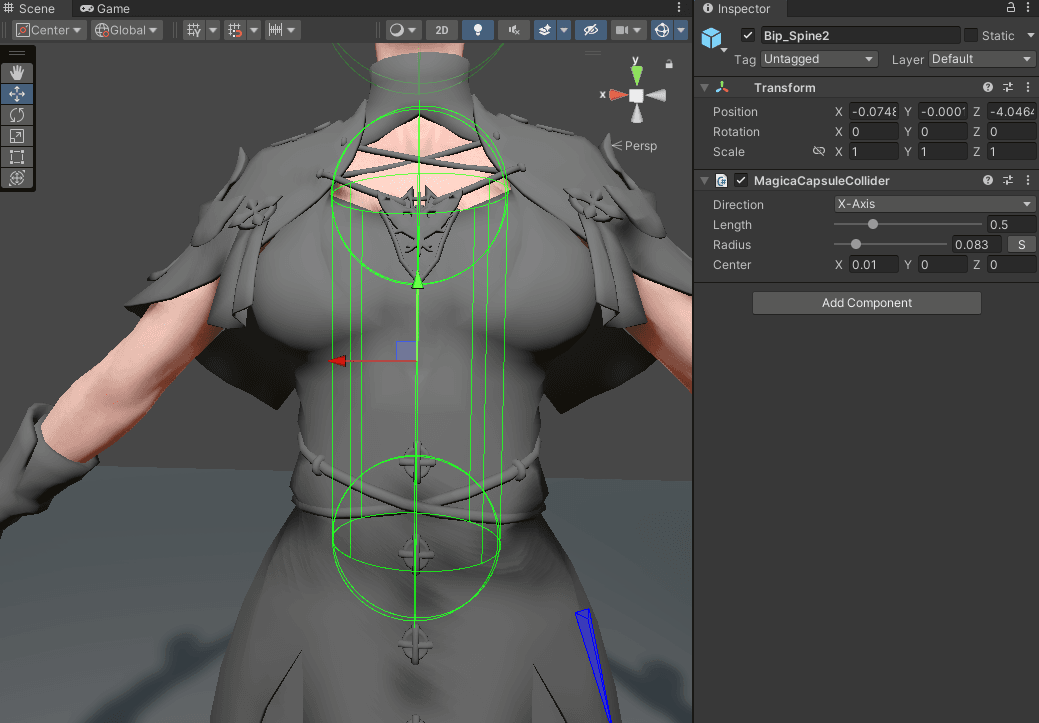 Scene Game
Center Global 2D
y
x
Persp
Inspector
Bip_Spine2 Static
Tag Untagged Layer Default
Transform
Position X -0.0748 Y -0.0001 Z -4.0464
Rotation X 0 Y 0 Z 0
Scale X 1 Y 1 Z 1
MagicaCapsuleCollider
Direction X-Axis
Length 0.5
Radius 0.083 S
Center X 0.01 Y 0 Z 0
Add Component